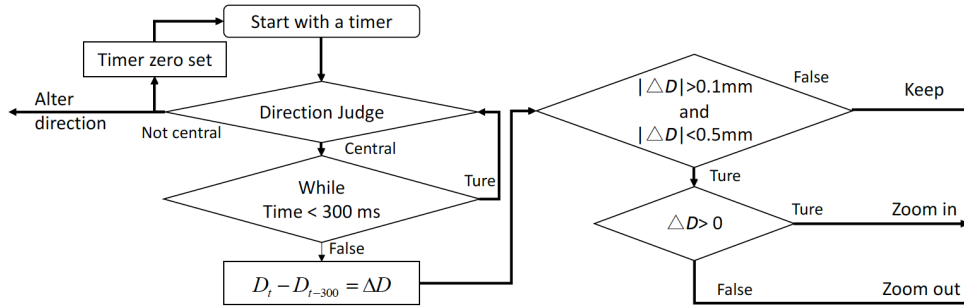 Start with a timer
Timer zero set
Alter
direction
Not central
Direction Judge
Central
While
Time < 300 ms
Ture
False
D_t − D_{t−300} = ΔD
|△D|>0.1mm
and
|△D|<0.5mm
False
Keep
Ture
△D> 0
Ture
Zoom in
False
Zoom out